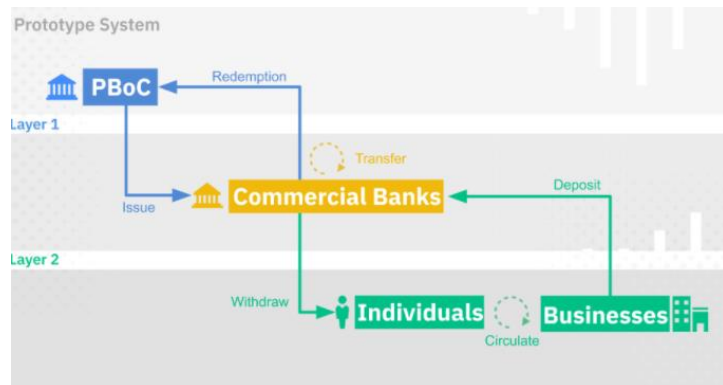 Prototype System
Redemption
PBoC
Layer 1
Transfer
Commercial Banks
Deposit
Issue
Layer 2
Withdraw
Individuals
Businesses
Circulate